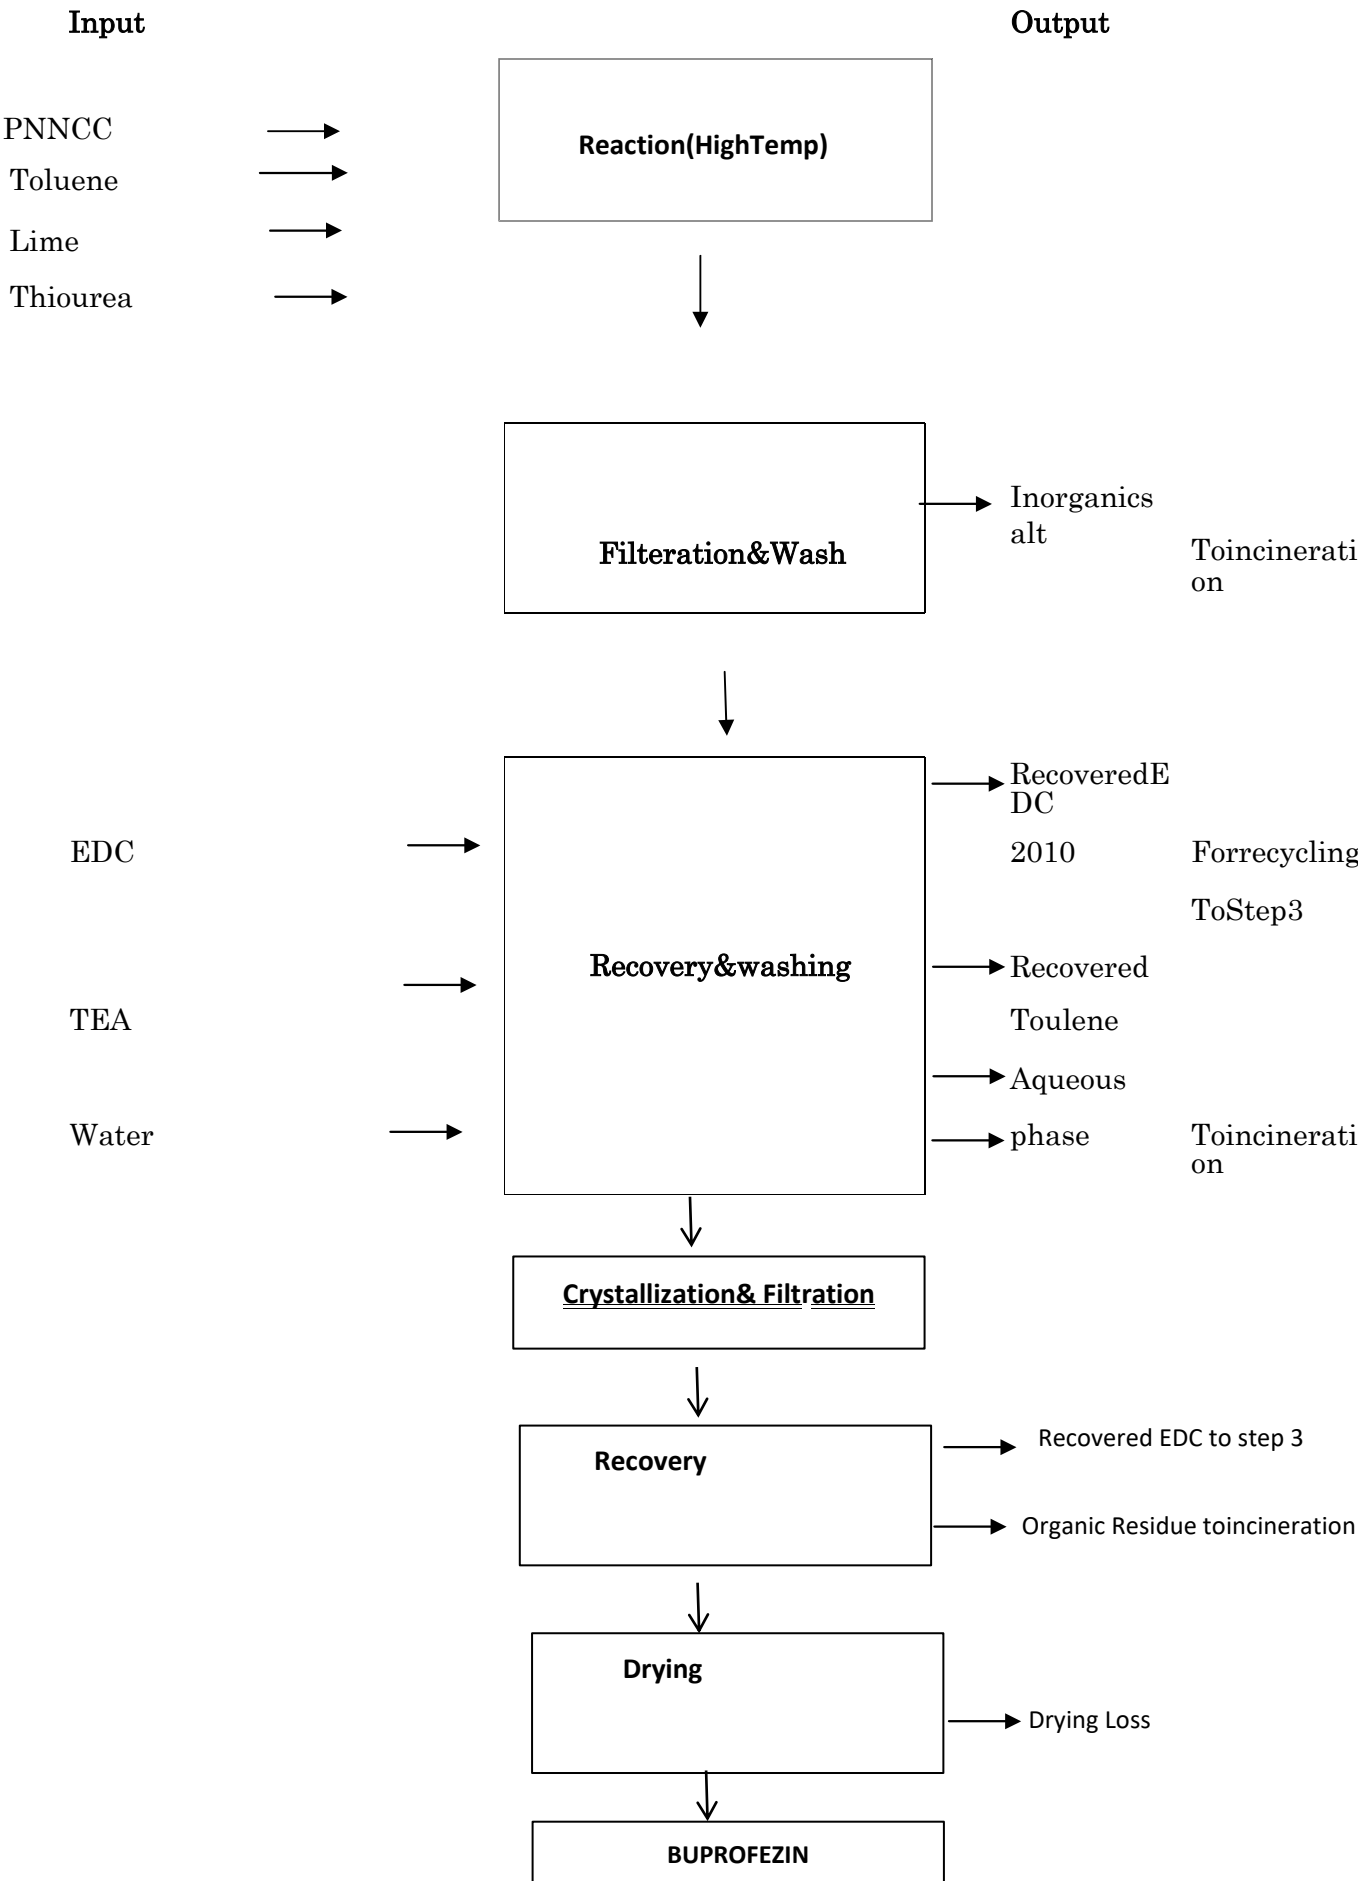 Input
Output
PNNCC
Reaction(HighTemp)
Toluene
Lime
Thiourea
Inorganics
alt
Filteration&Wash
Toincinerati
on
RecoveredE
DC
EDC
2010
Forrecycling
ToStep3
Recovery&washing
Recovered
TEA
Toulene
Aqueous
Water
phase
Toincinerati
on
Crystallization& Filtration
Recovery
Recovered EDC to step 3
Organic Residue toincineration
Drying
Drying Loss
BUPROFEZIN